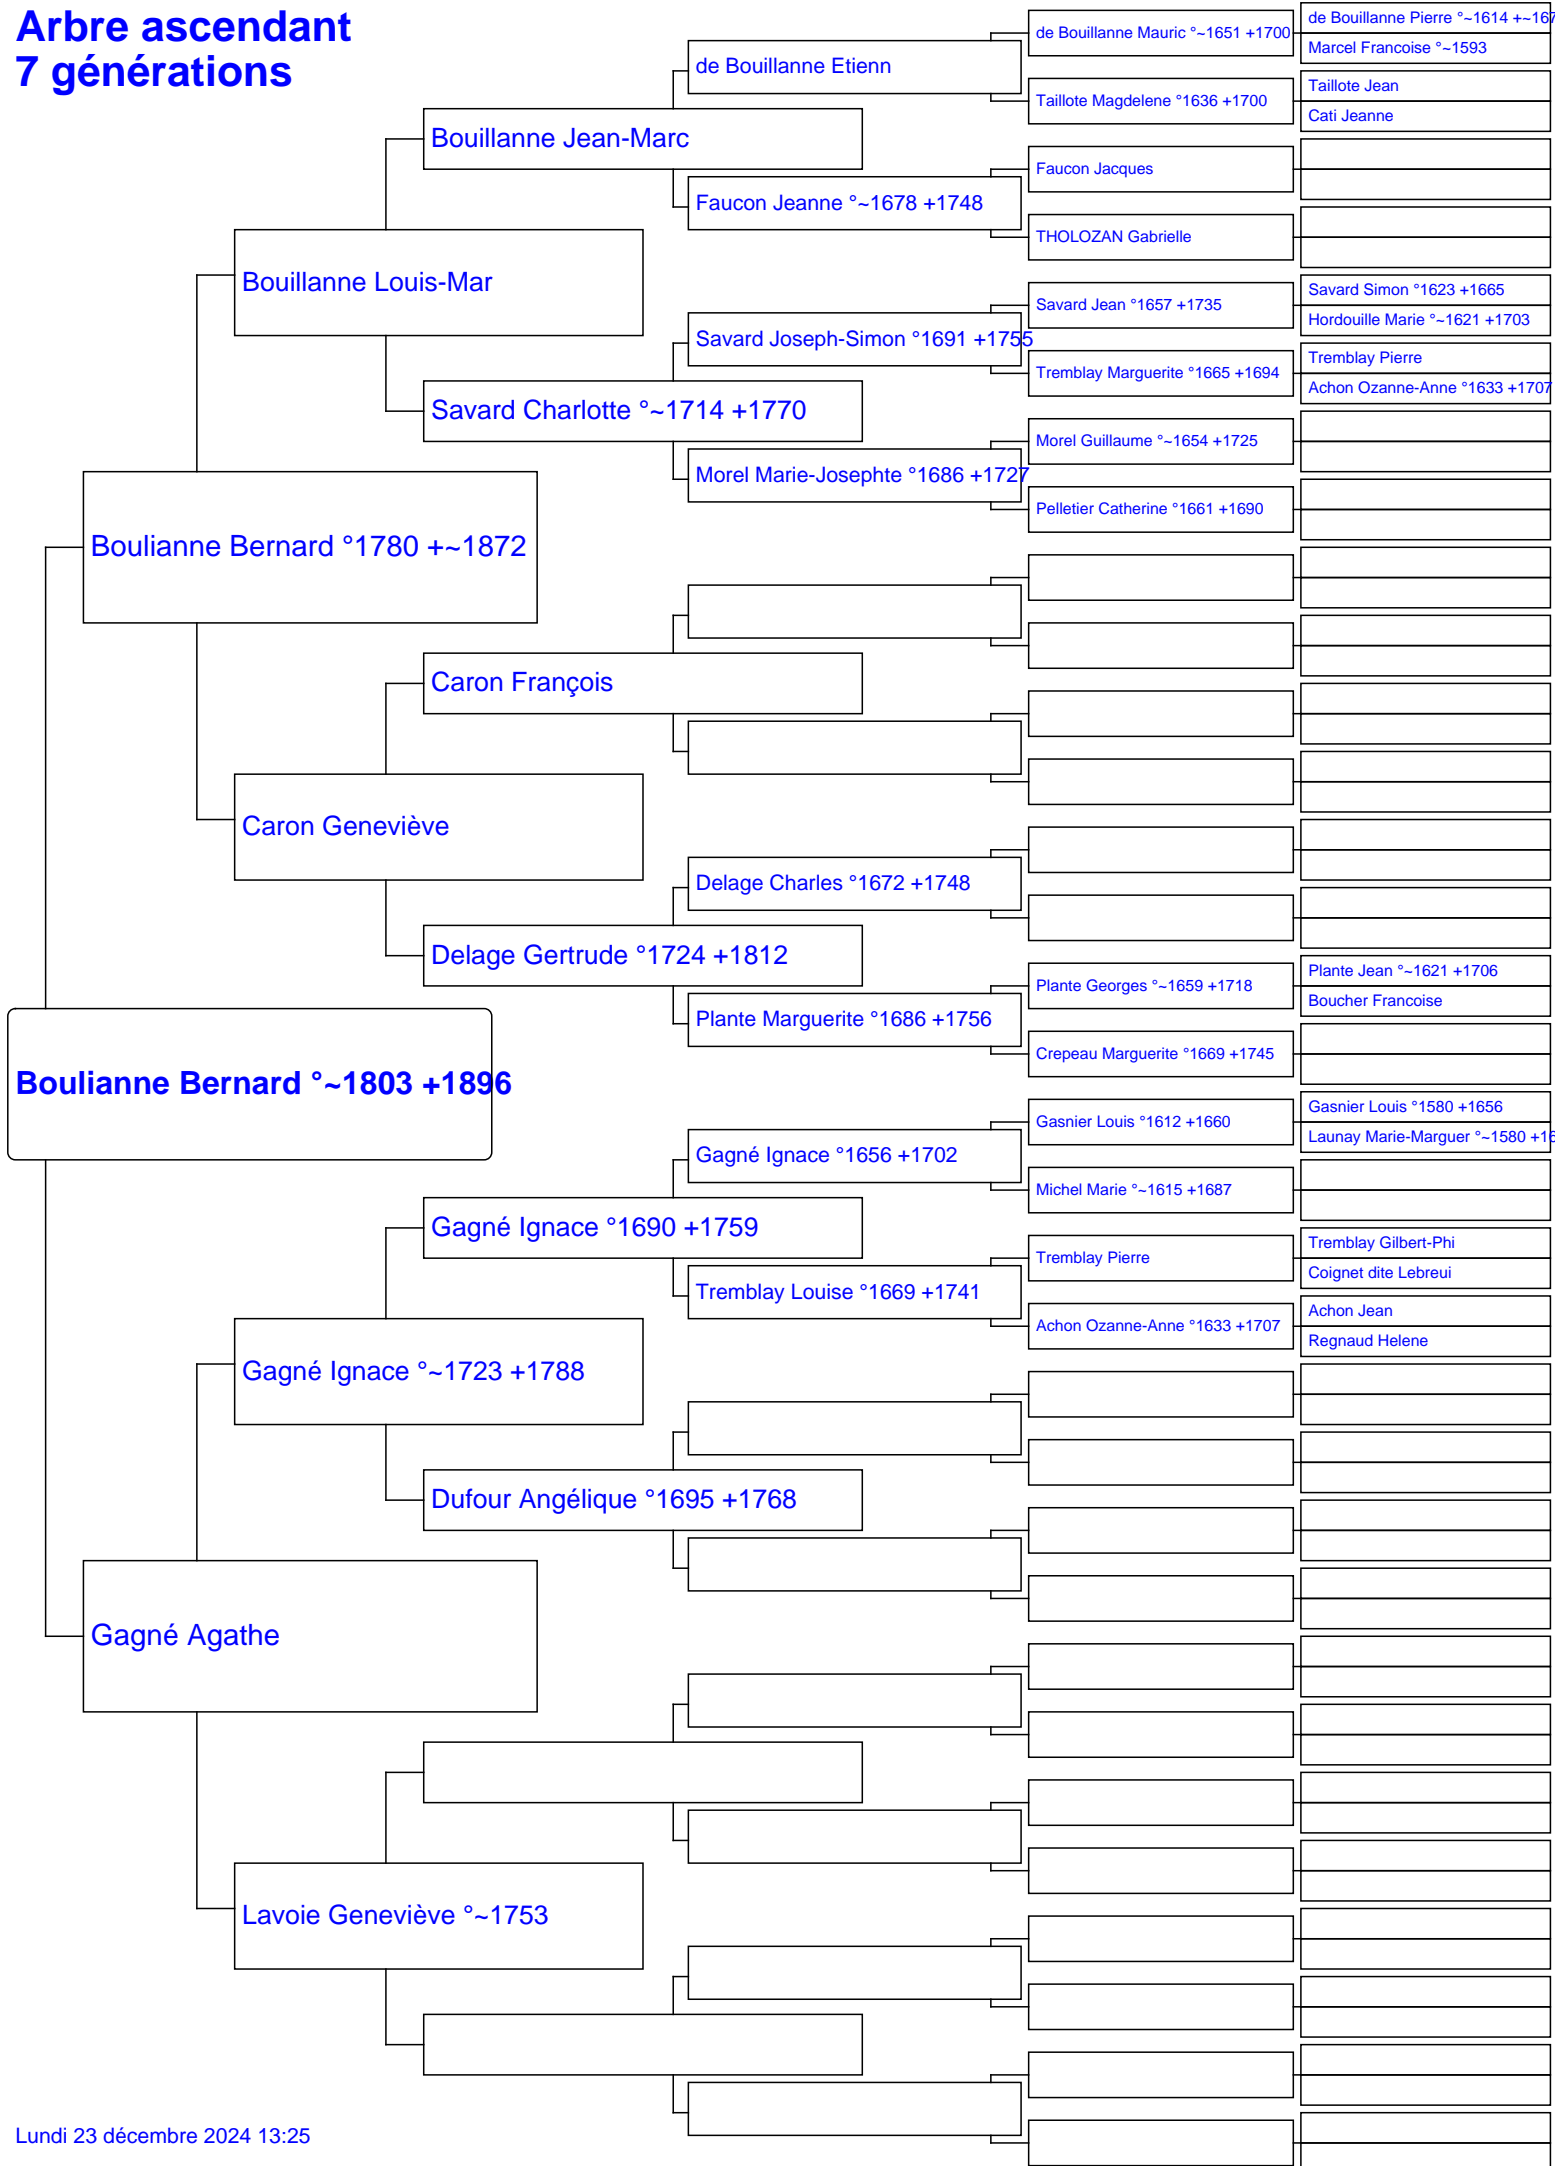 Arbre ascendant
7 générations
de Bouillanne Pierre °~1614 +~167
de Bouillanne Mauric °~1651 +1700
Marcel Francoise °~1593
de Bouillanne Etienn
Taillote Jean
Taillote Magdelene °1636 +1700
Cati Jeanne
Bouillanne Jean-Marc
Faucon Jacques
Faucon Jeanne °~1678 +1748
THOLOZAN Gabrielle
Bouillanne Louis-Mar
Savard Simon °1623 +1665
Savard Jean °1657 +1735
Hordouille Marie °~1621 +1703
Savard Joseph-Simon °1691 +1755
Tremblay Pierre
Tremblay Marguerite °1665 +1694
Achon Ozanne-Anne °1633 +1707
Savard Charlotte °~1714 +1770
Morel Guillaume °~1654 +1725
Morel Marie-Josephte °1686 +1727
Pelletier Catherine °1661 +1690
Boulianne Bernard °1780 +~1872
Caron François
Caron Geneviève
Delage Charles °1672 +1748
Delage Gertrude °1724 +1812
Plante Jean °~1621 +1706
Plante Georges °~1659 +1718
Boucher Francoise
Plante Marguerite °1686 +1756
Crepeau Marguerite °1669 +1745
Boulianne Bernard °~1803 +1896
Gasnier Louis °1580 +1656
Gasnier Louis °1612 +1660
Launay Marie-Marguer °~1580 +16
Gagné Ignace °1656 +1702
Michel Marie °~1615 +1687
Gagné Ignace °1690 +1759
Tremblay Gilbert-Phi
Tremblay Pierre
Coignet dite Lebreui
Tremblay Louise °1669 +1741
Achon Jean
Achon Ozanne-Anne °1633 +1707
Regnaud Helene
Gagné Ignace °~1723 +1788
Dufour Angélique °1695 +1768
Gagné Agathe
Lavoie Geneviève °~1753
Lundi 23 décembre 2024 13:25